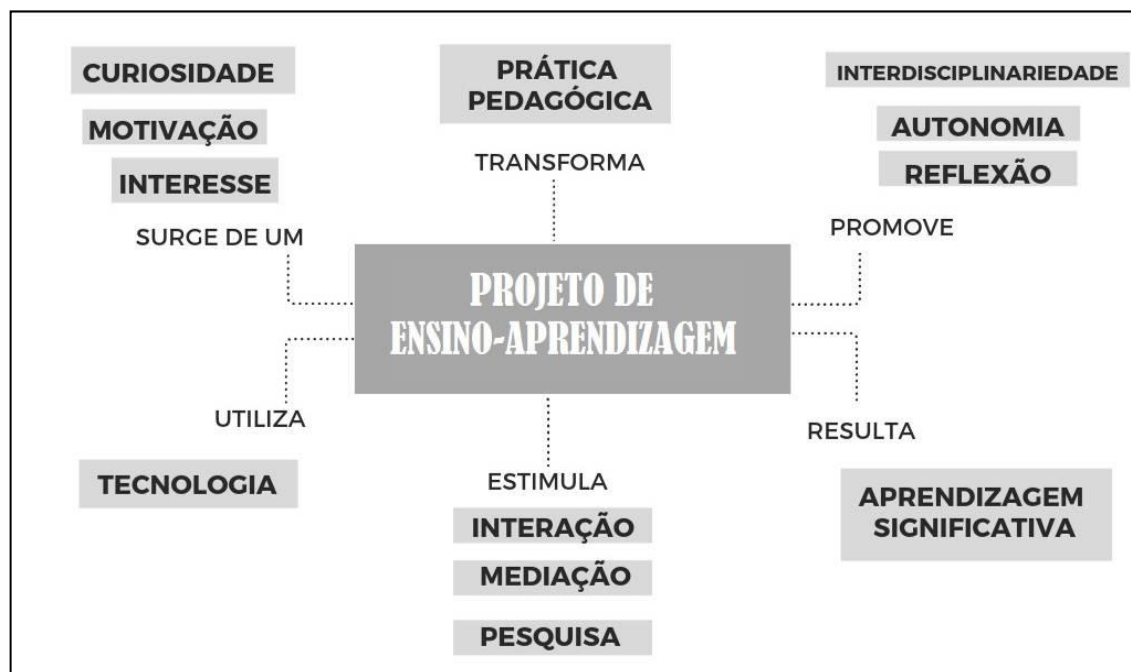 CURIOSIDADE
MOTIVAÇÃO
INTERESSE
SURGE DE UM
PRÁTICA
PEDAGÓGICA
TRANSFORMA
INTERDISCIPLINARIEDADE
AUTONOMIA
REFLEXÃO
PROMOVE
PROJETO DE
ENSINO-APRENDIZAGEM
UTILIZA
TECNOLOGIA
ESTIMULA
INTERAÇÃO
MEDIAÇÃO
PESQUISA
RESULTA
APRENDIZAGEM
SIGNIFICATIVA